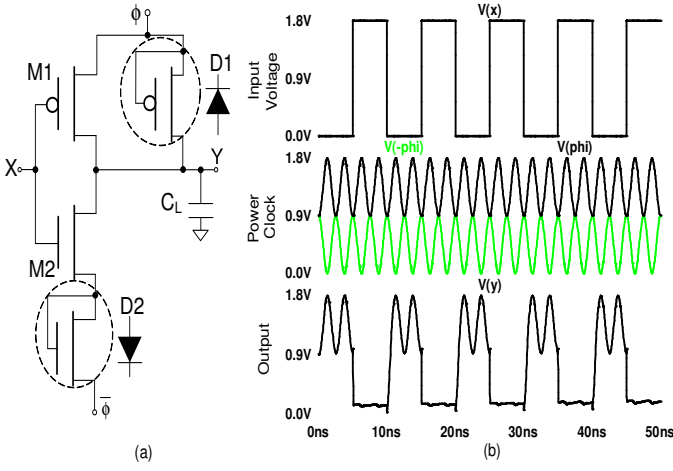 (a)
ϕ
M1
D1
X
Y
C_L
M2
D2
ϕ̅
(a)
(b)
V(x)
1.8V
0.9V
0.0V
Input
Voltage
V(-phi)
V(phi)
1.8V
0.9V
0.0V
Power
Clock
V(y)
1.8V
0.9V
0.0V
Output
0ns 10ns 20ns 30ns 40ns 50ns
(b)